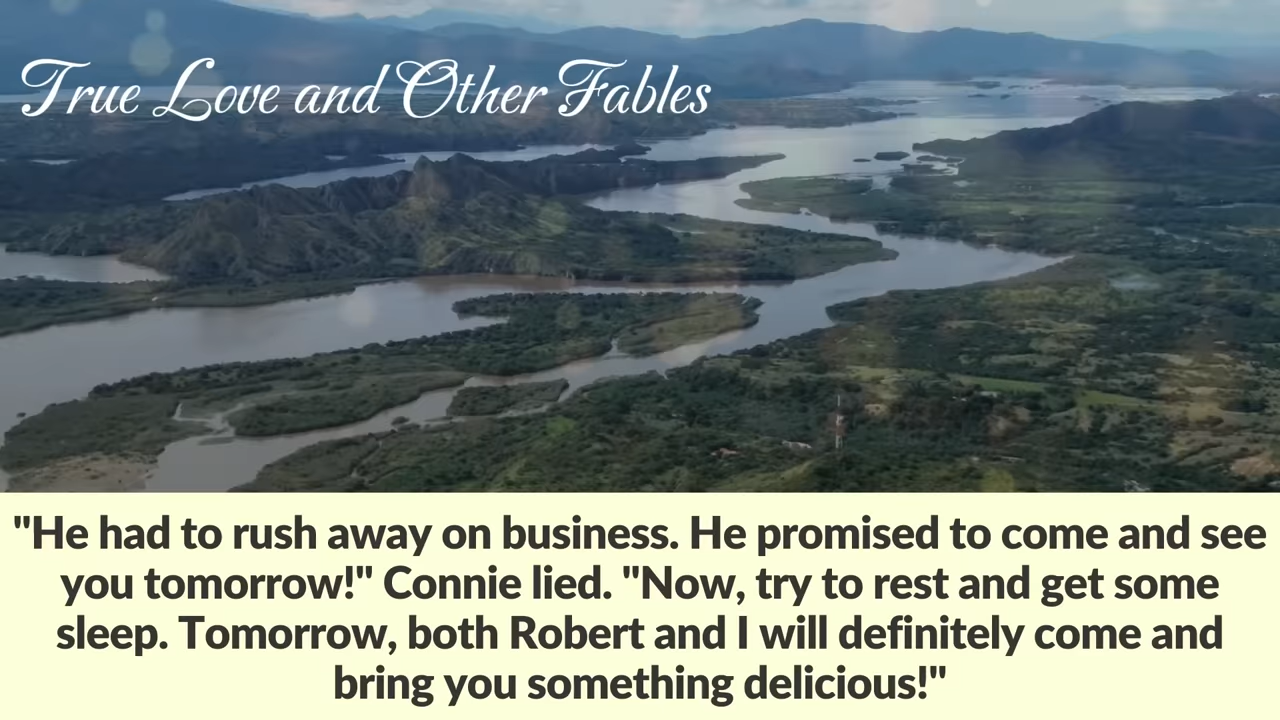 True Love and Other Fables
"He had to rush away on business. He promised to come and see
you tomorrow!" Connie lied. "Now, try to rest and get some
sleep. Tomorrow, both Robert and I will definitely come and
bring you something delicious!"